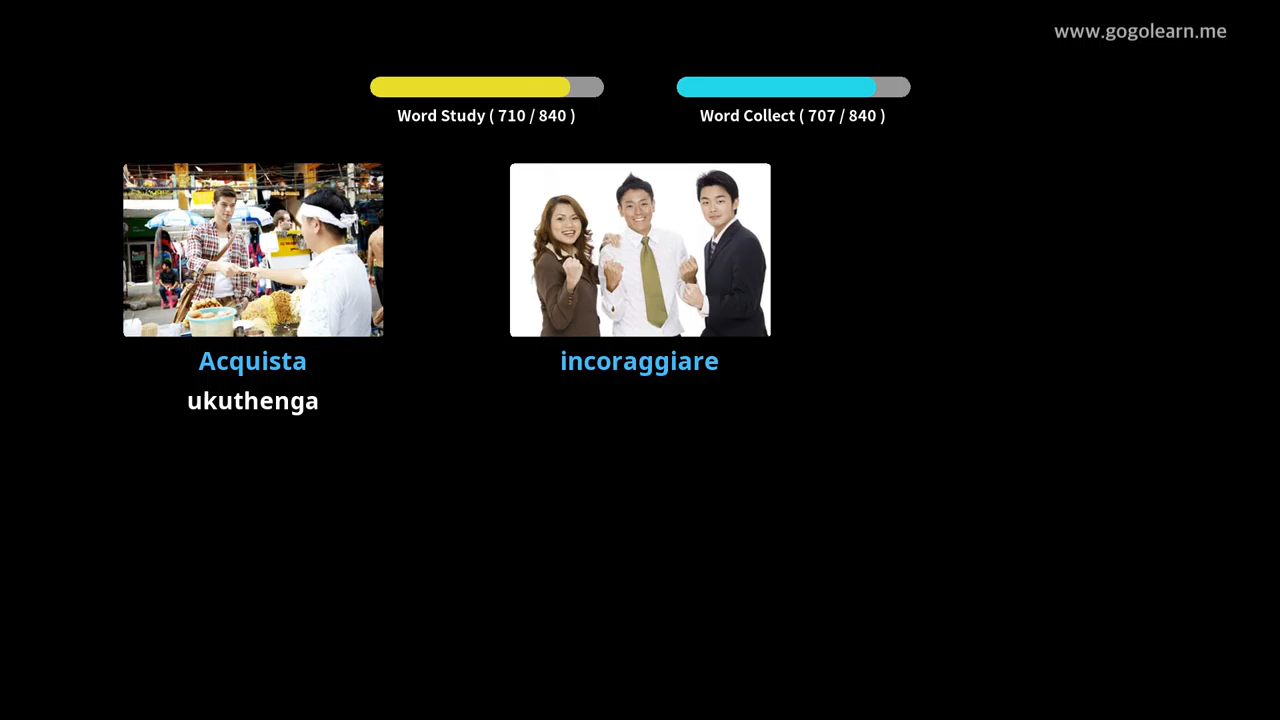 www.gogolearn.me
Word Study ( 710 / 840 )
Word Collect ( 707 / 840 )
Acquista
ukuthenga
incoraggiare